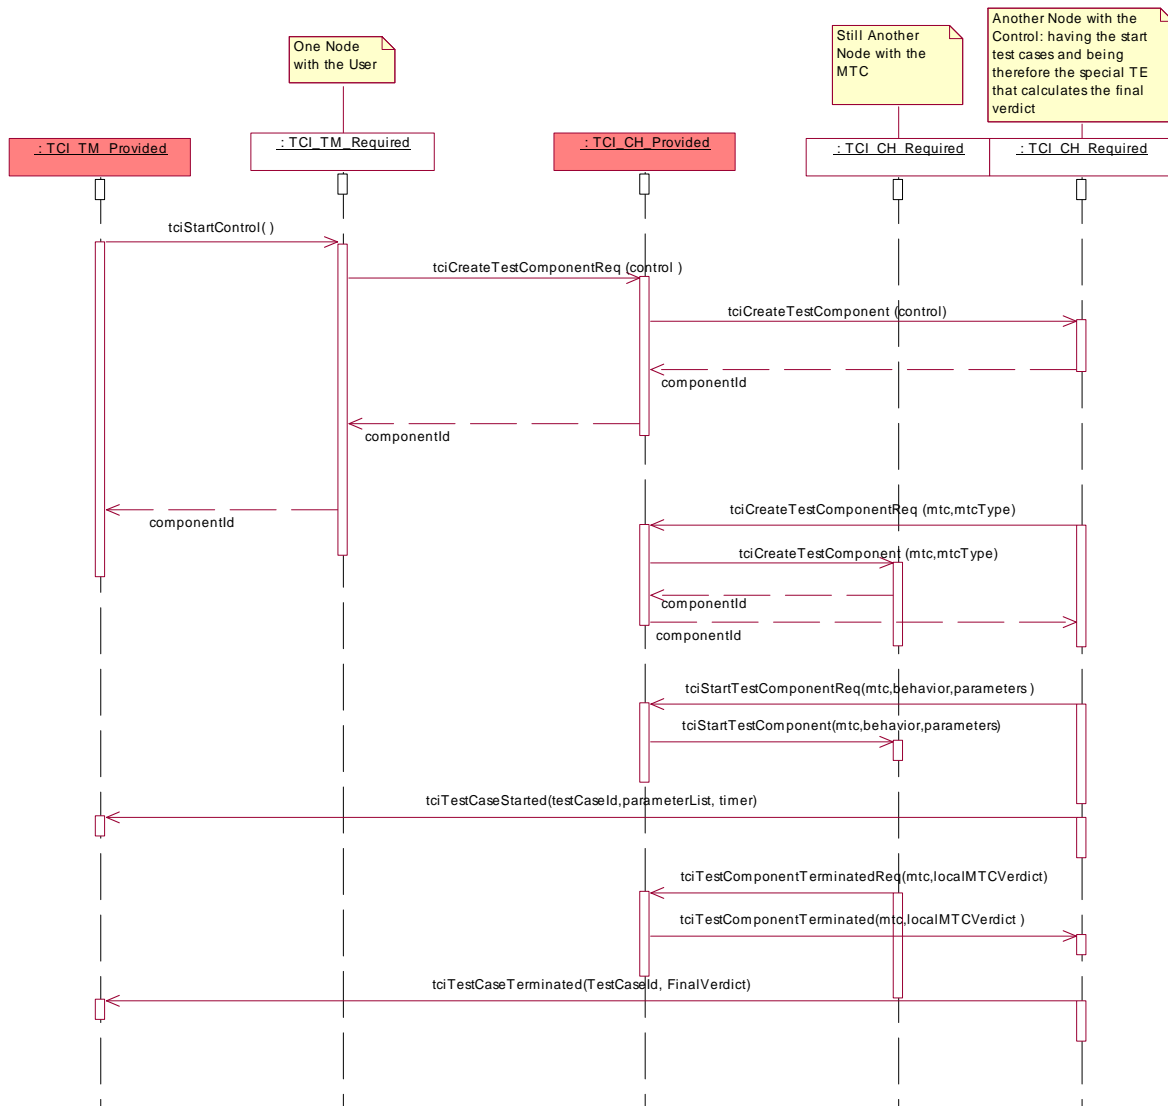 Another Node with the
Control: having the start
test cases and being
therefore the special TE
that calculates the final
verdict
Still Another
Node with the
MTC
One Node
with the User
: TCI_TM_Provided
: TCI_TM_Required
: TCI_CH_Provided
: TCI_CH_Required
: TCI_CH_Required
tciStartControl( )
tciCreateTestComponentReq (control )
tciCreateTestComponent (control)
componentId
componentId
componentId
tciCreateTestComponentReq (mtc,mtcType)
tciCreateTestComponent (mtc,mtcType)
componentId
componentId
tciStartTestComponentReq(mtc,behavior,parameters )
tciStartTestComponent(mtc,behavior,parameters)
tciTestCaseStarted(testCaseId,parameterList, timer)
tciTestComponentTerminatedReq(mtc,localMTCVerdict)
tciTestComponentTerminated(mtc,localMTCVerdict )
tciTestCaseTerminated(TestCaseId, FinalVerdict)